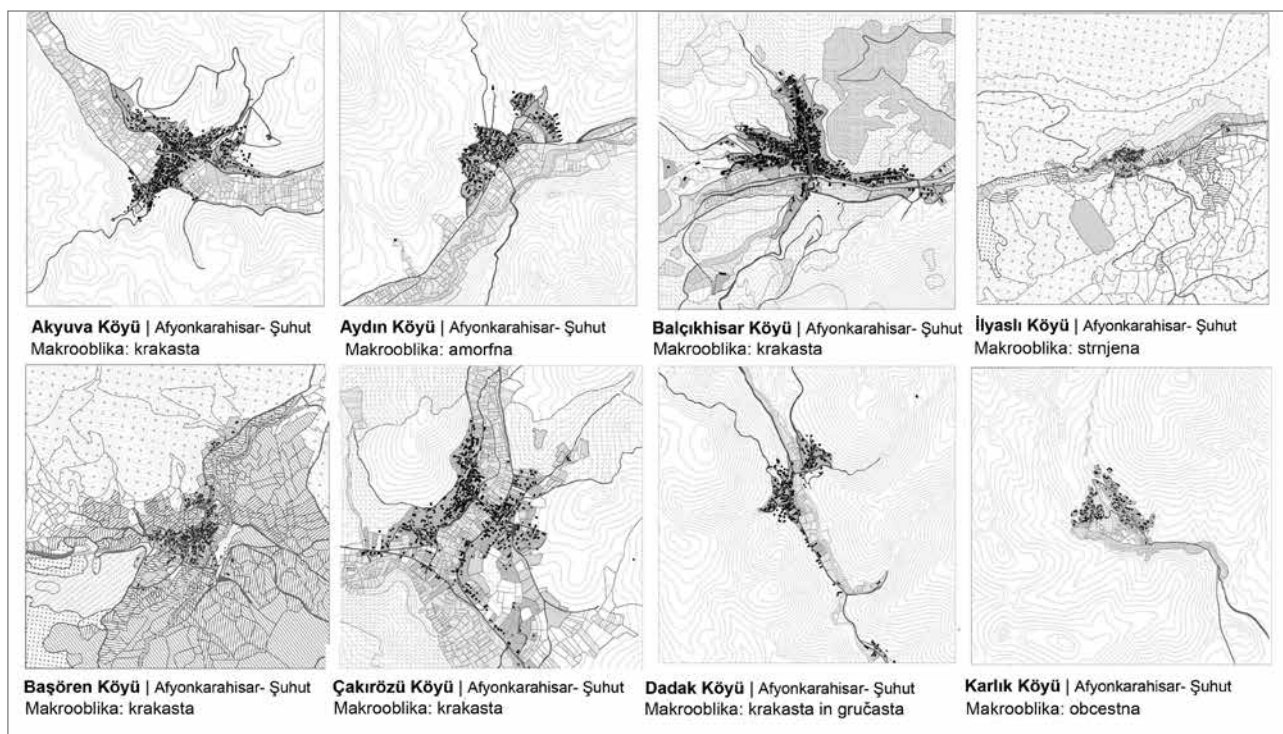 Akyuva Köyü | Afyonkarahisar- Şuhut
Makrooblika: krakasta
Aydın Köyü | Afyonkarahisar- Şuhut
Makrooblika: amorfna
Balçıkhisar Köyü | Afyonkarahisar- Şuhut
Makrooblika: krakasta
İlyaslı Köyü | Afyonkarahisar- Şuhut
Makrooblika: strnjena
Başören Köyü | Afyonkarahisar- Şuhut
Makrooblika: krakasta
Çakırözü Köyü | Afyonkarahisar- Şuhut
Makrooblika: krakasta
Dadak Köyü | Afyonkarahisar- Şuhut
Makrooblika: krakasta in gručasta
Karlık Köyü | Afyonkarahisar- Şuhut
Makrooblika: obcestna